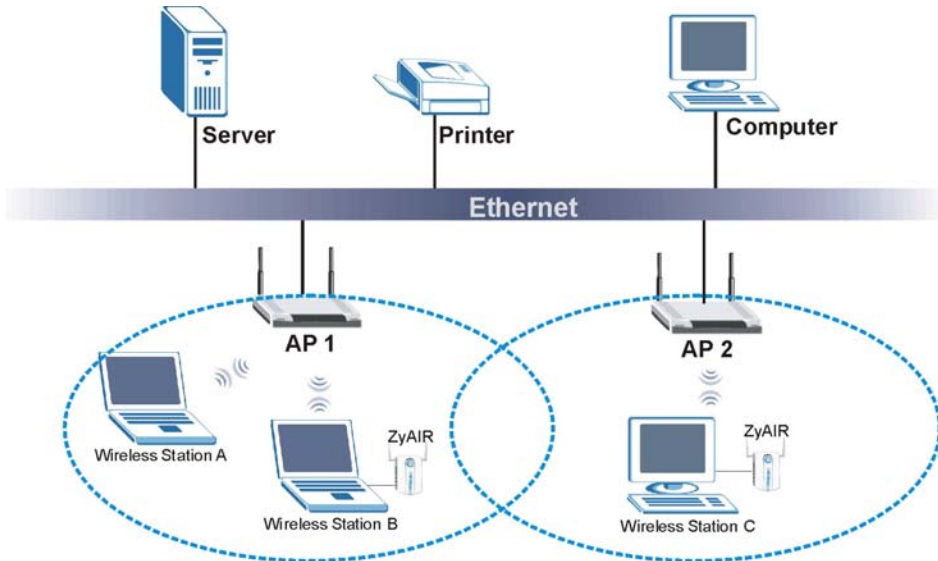 Server
Printer
Computer
Ethernet
AP 1
AP 2
ZyAIR
ZyAIR
Wireless Station A
Wireless Station B
Wireless Station C